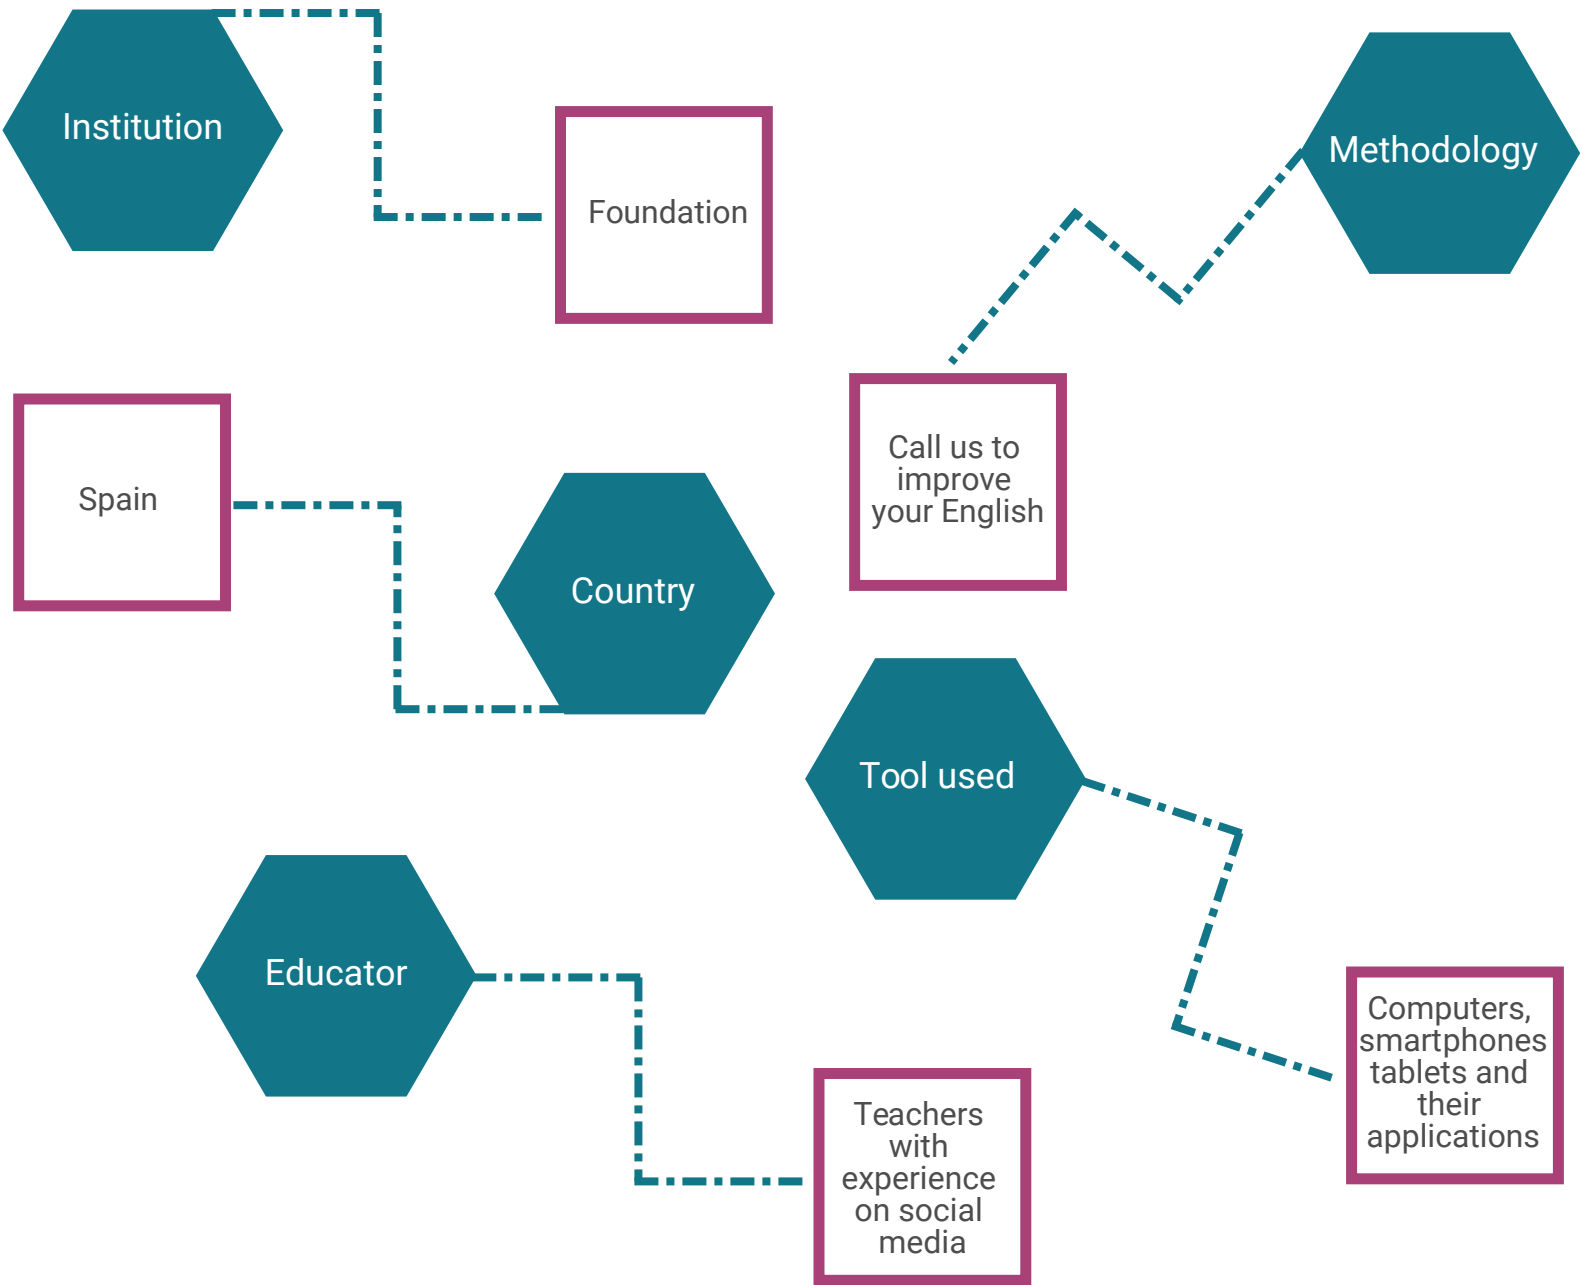 Institution
Foundation
Methodology
Spain
Call us to
improve
your English
Country
Tool used
Educator
Computers,
smartphones
tablets and
their
applications
Teachers
with
experience
on social
media